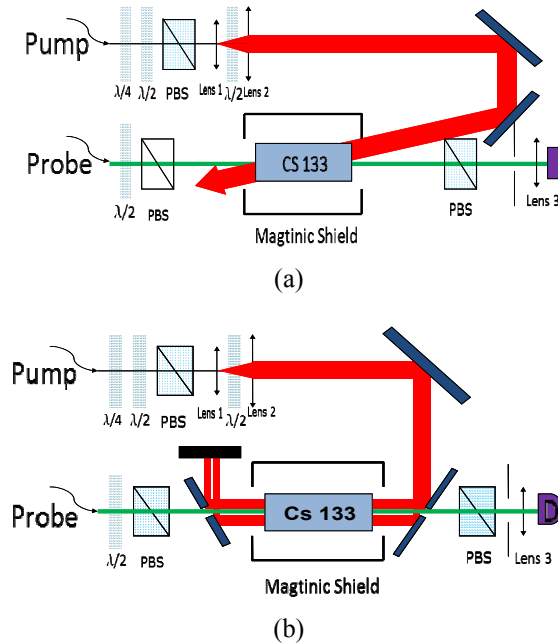 Pump
λ/4 λ/2 PBS Lens 1 λ/2 Lens 2
Probe
CS 133
λ/2 PBS
PBS Lens 3
Magtinic Shield
(a)
Pump
λ/4 λ/2 PBS Lens 1 λ/2 Lens 2
Probe
Cs 133
D
λ/2 PBS
PBS Lens 3
Magtinic Shield
(b)